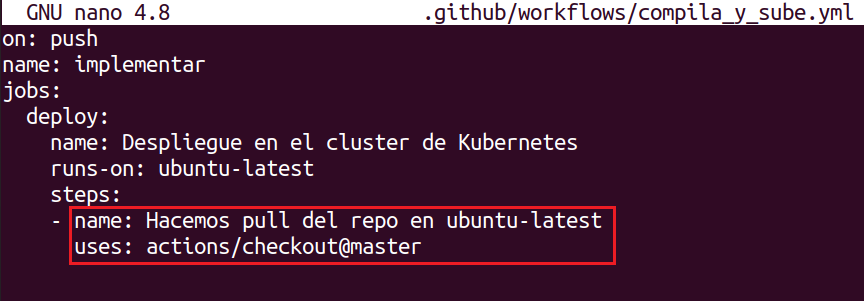 GNU nano 4.8 .github/workflows/compila_y_sube.yml
on: push
name: implementar
jobs:
  deploy:
    name: Despliegue en el cluster de Kubernetes
    runs-on: ubuntu-latest
    steps:
    - name: Hacemos pull del repo en ubuntu-latest
      uses: actions/checkout@master